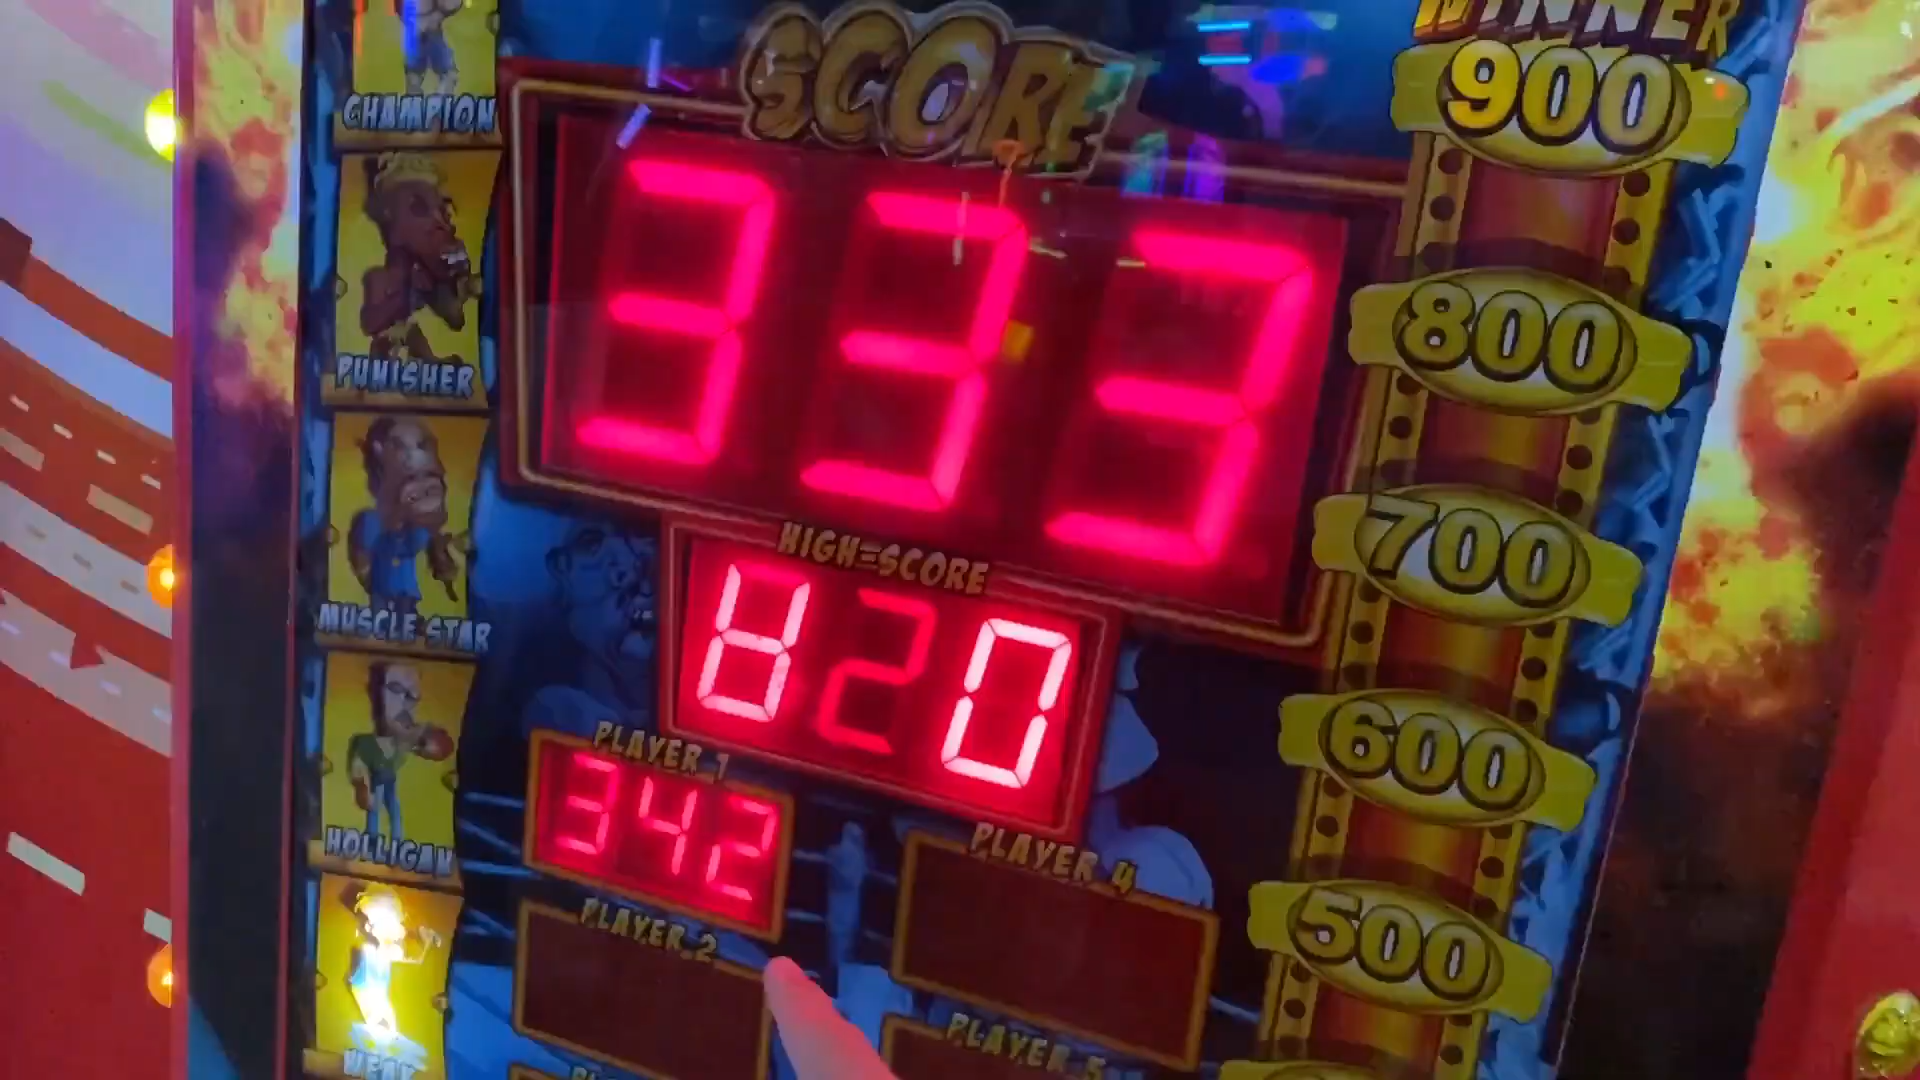 WINNER
SCORE
900
CHAMPION
333
800
PUNISHER
HIGH-SCORE
700
MUSCLE STAR
820
PLAYER 1
600
342
PLAYER 4
HOLLIGAN
PLAYER 2
500
PLAYER 5
WEAK